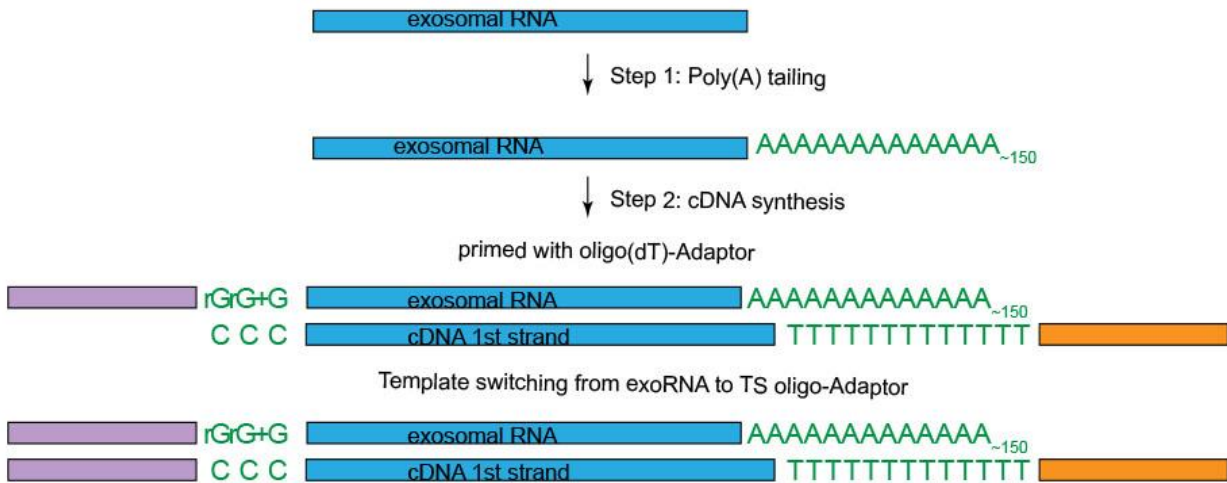 exosomal RNA
Step 1: Poly(A) tailing
exosomal RNA AAAAAAAAAAAAA~150
Step 2: cDNA synthesis
primed with oligo(dT)-Adaptor
rGrG+G exosomal RNA AAAAAAAAAAAAA~150
C C C cDNA 1st strand TTTTTTTTTTTTT
Template switching from exoRNA to TS oligo-Adaptor
rGrG+G exosomal RNA AAAAAAAAAAAAA~150
C C C cDNA 1st strand TTTTTTTTTTTTT